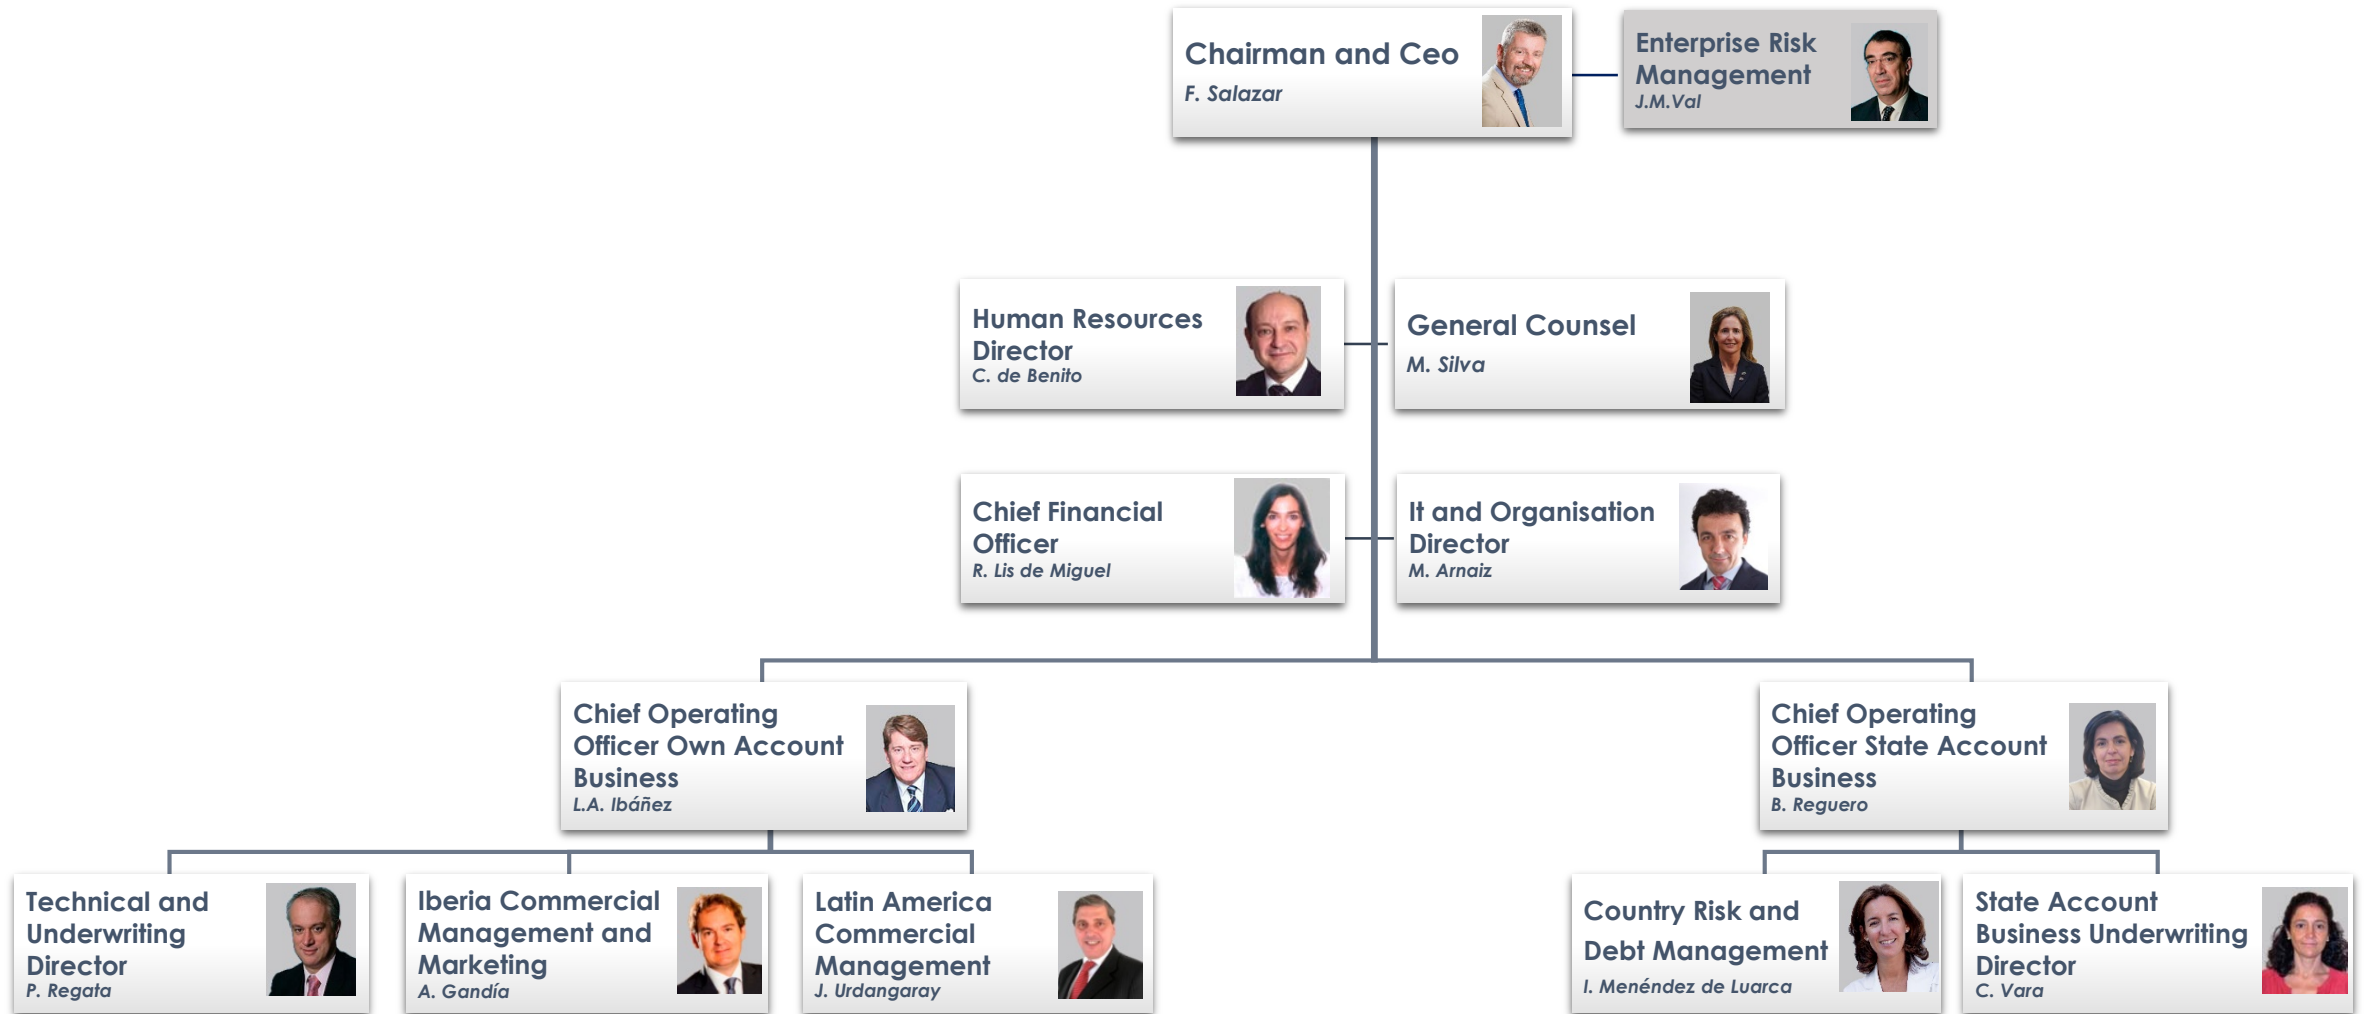 Chairman and Ceo
F. Salazar
Enterprise Risk
Management
J.M.Val
Human Resources
Director
C. de Benito
General Counsel
M. Silva
Chief Financial
Officer
R. Lis de Miguel
It and Organisation
Director
M. Arnaiz
Chief Operating
Officer Own Account
Business
L.A. Ibáñez
Chief Operating
Officer State Account
Business
B. Reguero
Technical and
Underwriting
Director
P. Regata
Iberia Commercial
Management and
Marketing
A. Gandía
Latin America
Commercial
Management
J. Urdangaray
Country Risk and
Debt Management
I. Menéndez de Luarca
State Account
Business Underwriting
Director
C. Vara